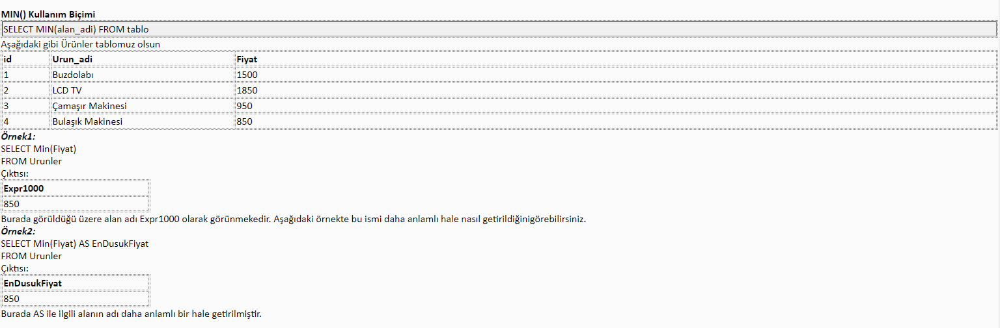 MIN() Kullanım Biçimi
SELECT MIN(alan_adi) FROM tablo
Aşağıdaki gibi Ürünler tablomuz olsun
id Urun_adi Fiyat
1 Buzdolabı 1500
2 LCD TV 1850
3 Çamaşır Makinesi 950
4 Bulaşık Makinesi 850
Örnek1:
SELECT Min(Fiyat)
FROM Urunler
Çıktısı:
Expr1000
850
Burada görüldüğü üzere alan adı Expr1000 olarak görünmekedir. Aşağıdaki örnekte bu ismi daha anlamlı hale nasıl getirildiğinigörebilirsiniz.
Örnek2:
SELECT Min(Fiyat) AS EnDusukFiyat
FROM Urunler
Çıktısı:
EnDusukFiyat
850
Burada AS ile ilgili alanın adı daha anlamlı bir hale getirilmiştir.